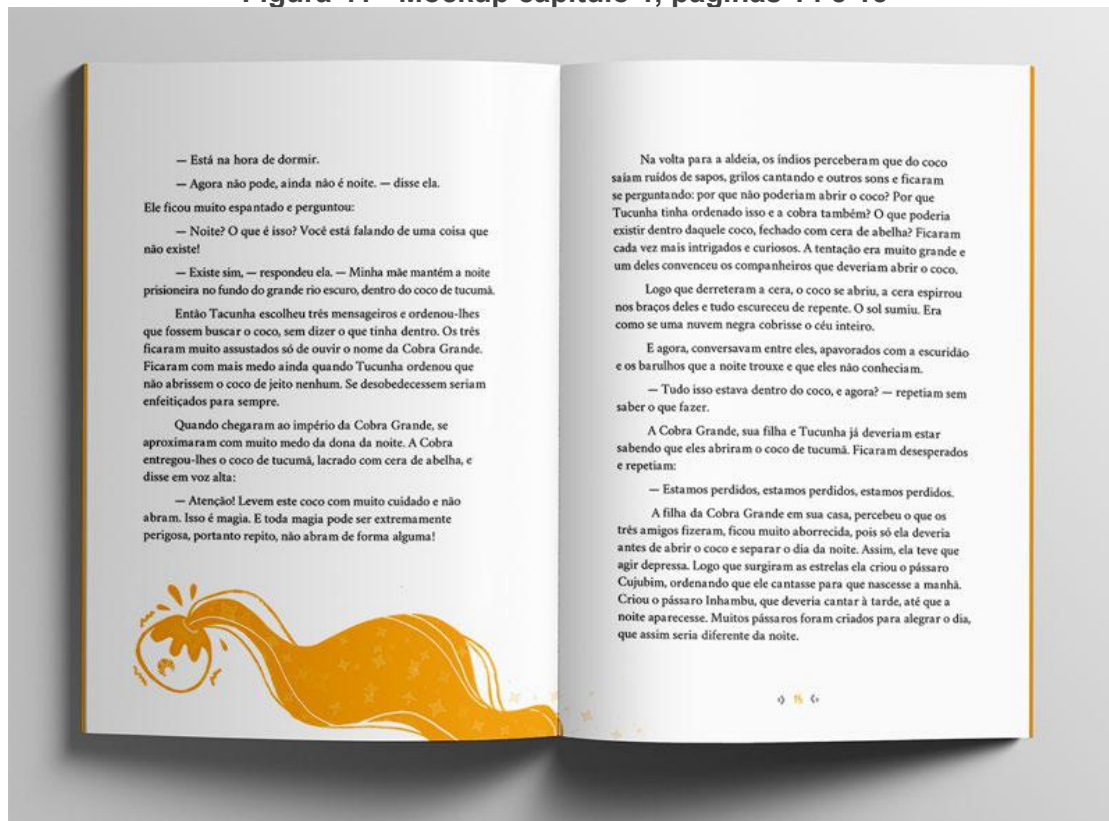 Figura 41 - Mockup capítulo 1, páginas 14 e 15
— Está na hora de dormir.
— Agora não pode, ainda não é noite. — disse ela.
Ele ficou muito espantado e perguntou:
— Noite? O que é isso? Você está falando de uma coisa que
não existe!
— Existe sim, — respondeu ela. — Minha mãe mantém a noite
prisioneira no fundo do grande rio escuro, dentro do coco de tucumã.
Então Tacunha escolheu três mensageiros e ordenou-lhes
que fossem buscar o coco, sem dizer o que tinha dentro. Os três
ficaram muito assustados só de ouvir o nome da Cobra Grande.
Ficaram com mais medo ainda quando Tucunha ordenou que
não abrissem o coco de jeito nenhum. Se desobedecessem seriam
enfeitiçados para sempre.
Quando chegaram ao império da Cobra Grande, se
aproximaram com muito medo da dona da noite. A Cobra
entregou-lhes o coco de tucumã, lacrado com cera de abelha, e
disse em voz alta:
— Atenção! Levem este coco com muito cuidado e não
abram. Isso é magia. E toda magia pode ser extremamente
perigosa, portanto repito, não abram de forma alguma!
Na volta para a aldeia, os índios perceberam que do coco
saíam ruídos de sapos, grilos cantando e outros sons e ficaram
se perguntando: por que não poderiam abrir o coco? Por que
Tucunha tinha ordenado isso e a cobra também? O que poderia
existir dentro daquele coco, fechado com cera de abelha? Ficaram
cada vez mais intrigados e curiosos. A tentação era muito grande e
um deles convenceu os companheiros que deveriam abrir o coco.
Logo que derreteram a cera, o coco se abriu, a cera espirrou
nos braços deles e tudo escureceu de repente. O sol sumiu. Era
como se uma nuvem negra cobrisse o céu inteiro.
E agora, conversavam entre eles, apavorados com a escuridão
e os barulhos que a noite trouxe e que eles não conheciam.
— Tudo isso estava dentro do coco, e agora? — repetiam sem
saber o que fazer.
A Cobra Grande, sua filha e Tucunha já deveriam estar
sabendo que eles abriram o coco de tucumã. Ficaram desesperados
e repetiam:
— Estamos perdidos, estamos perdidos, estamos perdidos.
A filha da Cobra Grande em sua casa, percebeu o que os
três amigos fizeram, ficou muito aborrecida, pois só ela deveria
antes de abrir o coco e separar o dia da noite. Assim, ela teve que
agir depressa. Logo que surgiram as estrelas ela criou o pássaro
Cujubim, ordenando que ele cantasse para que nascesse a manhã.
Criou o pássaro Inhambu, que deveria cantar à tarde, até que a
noite aparecesse. Muitos pássaros foram criados para alegrar o dia,
que assim seria diferente da noite.
15